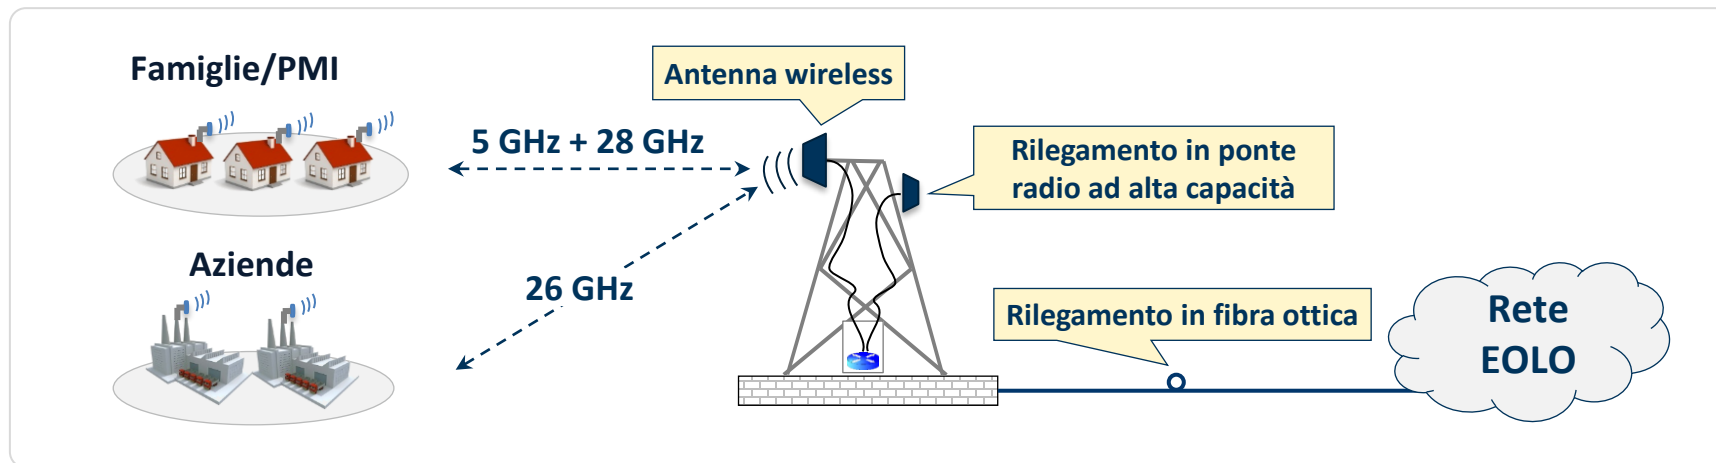 Famiglie/PMI
Antenna wireless
5 GHz + 28 GHz
Rilegamento in ponte
radio ad alta capacità
Aziende
26 GHz
Rilegamento in fibra ottica
Rete
EOLO